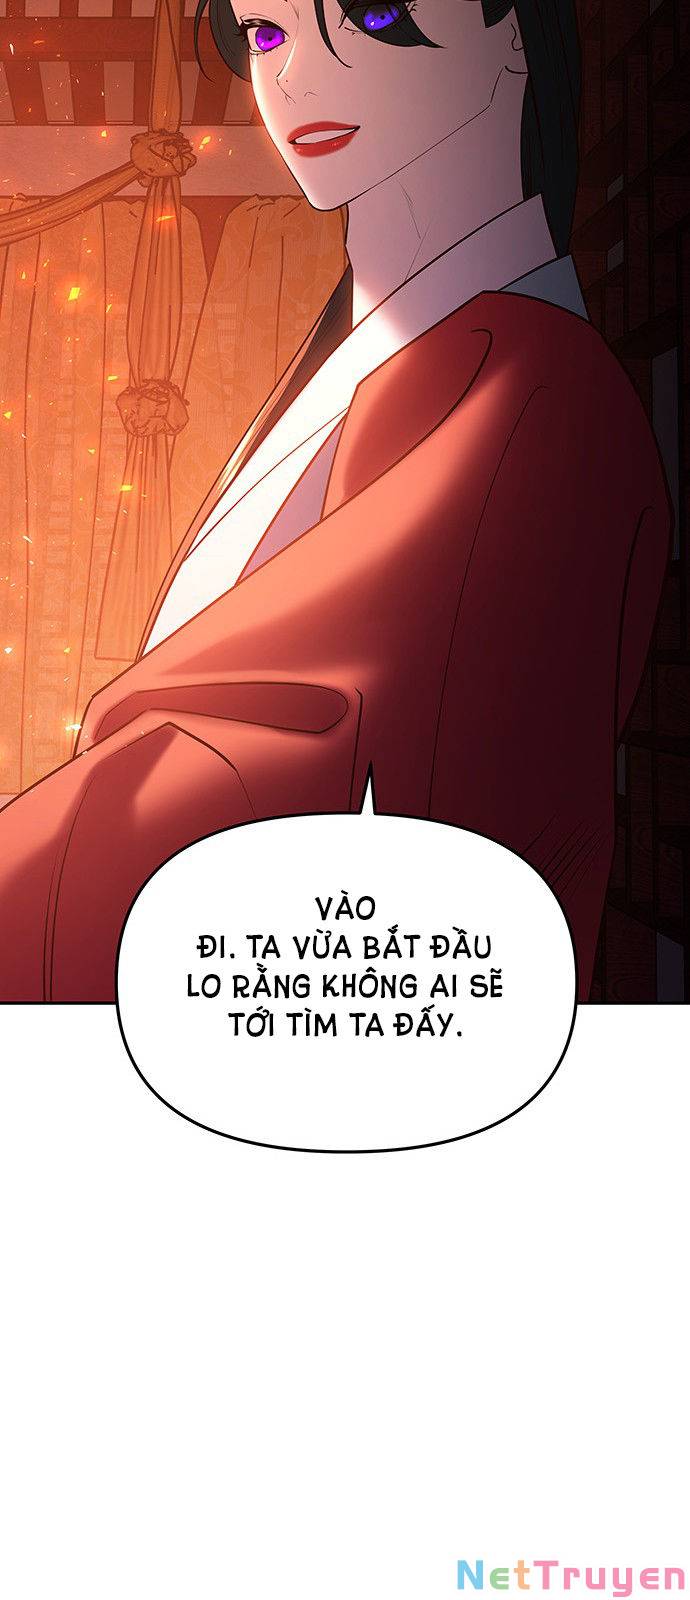 VÀO
ĐI. TA VỪA BẮT ĐẦU
LO RẰNG KHÔNG AI SẼ
TỚI TÌM TA ĐẤY.
NetTruyen